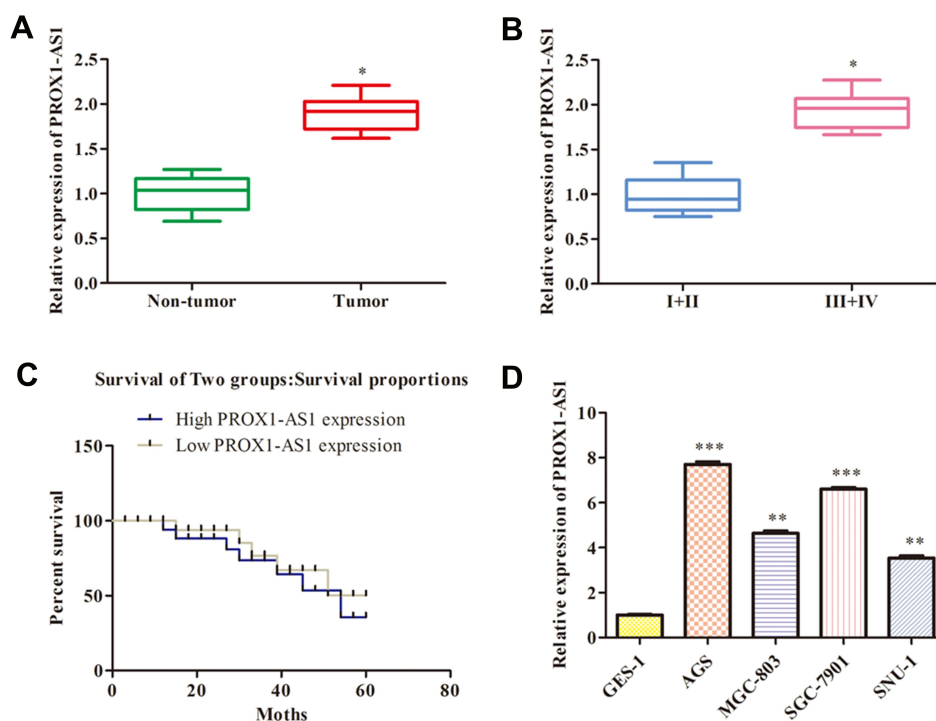 A
Relative expression of PROX1-AS1
2.5
2.0
1.5
1.0
0.5
0.0
*
Non-tumor
Tumor
B
Relative expression of PROX1-AS1
2.5
2.0
1.5
1.0
0.5
0.0
*
I+II
III+IV
C
Survival of Two groups:Survival proportions
High PROX1-AS1 expression
Low PROX1-AS1 expression
Percent survival
150
100
50
0
0
20
40
60
80
Moths
D
Relative expression of PROX1-AS1
10
8
6
4
2
0
***
**
***
**
GES-1
AGS
MGC-803
SGC-7901
SNU-1